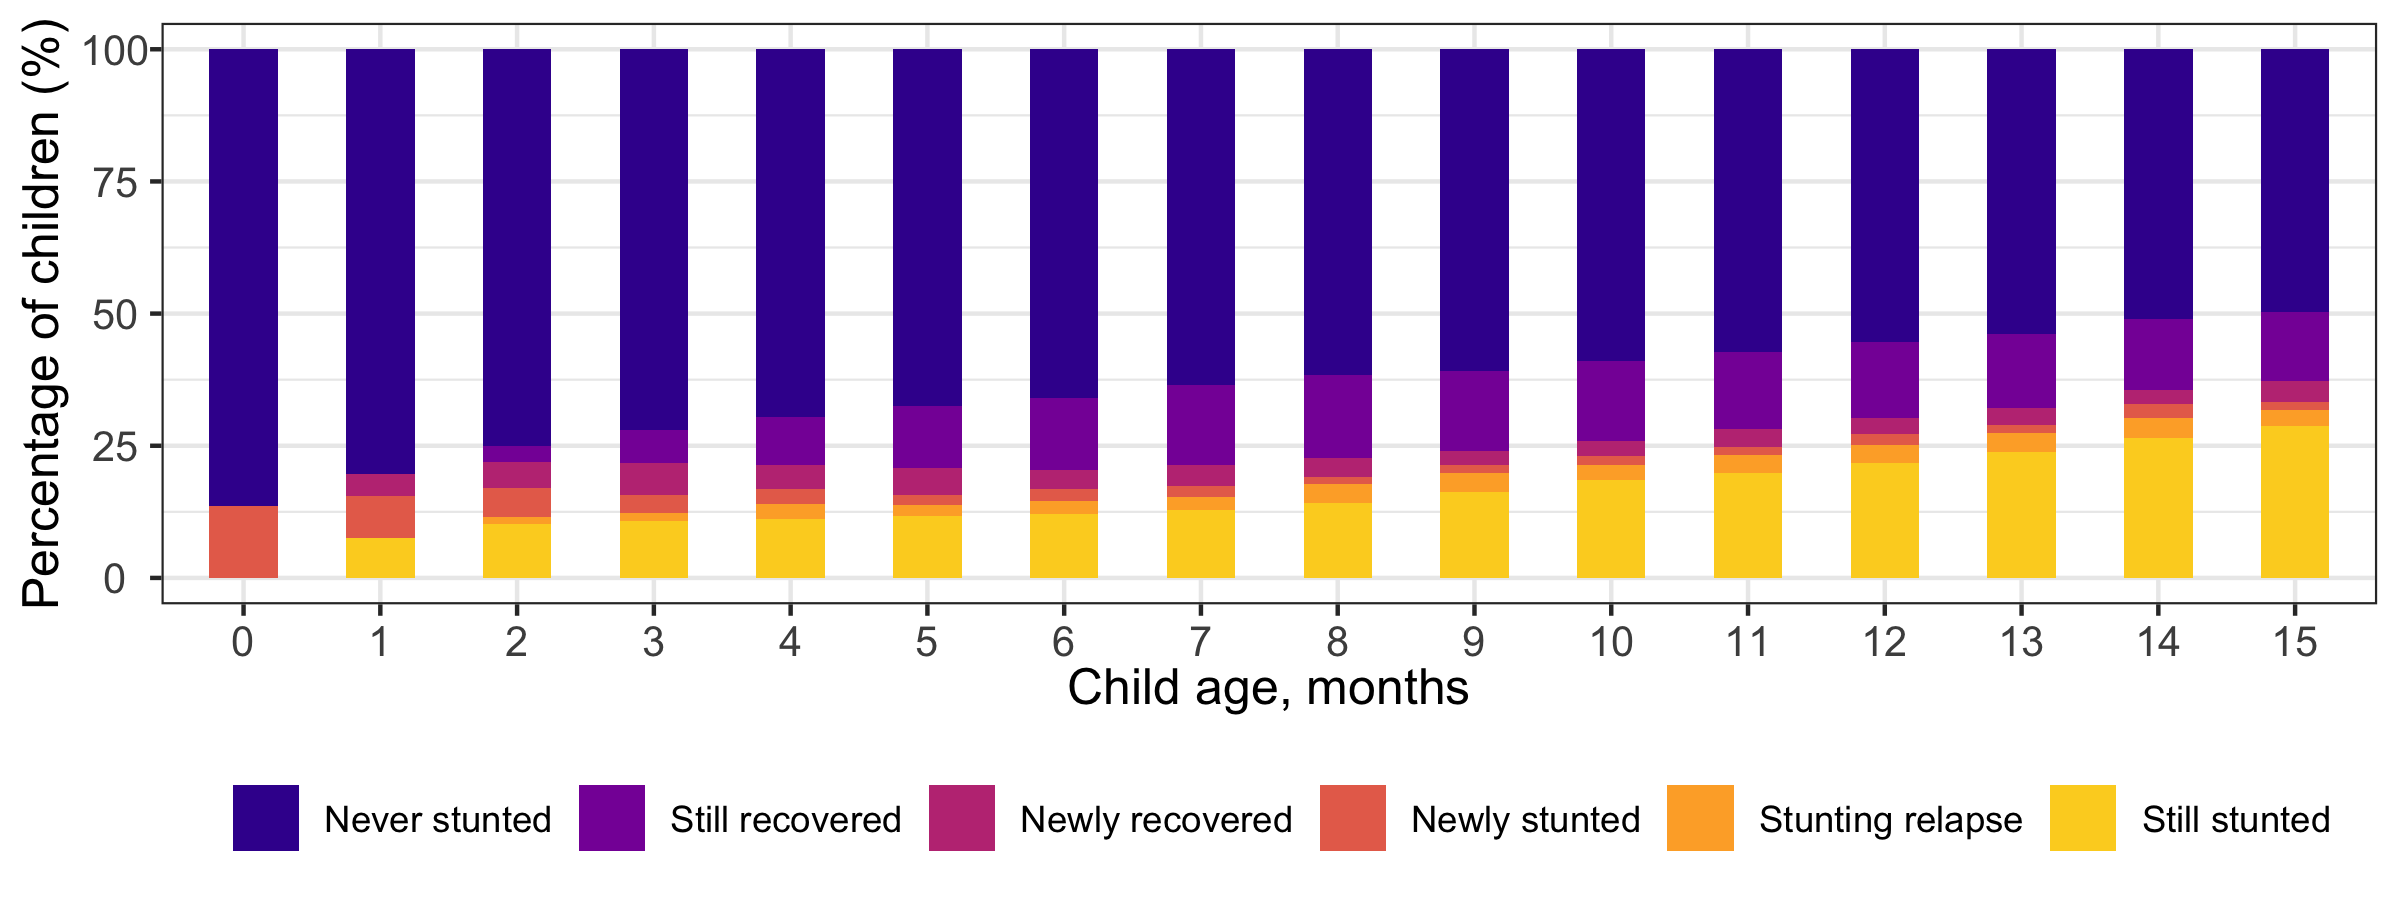 Percentage of children (%)
100
75
50
25
0
0 1 2 3 4 5 6 7 8 9 10 11 12 13 14 15
Child age, months
Never stunted Still recovered Newly recovered Newly stunted Stunting relapse Still stunted